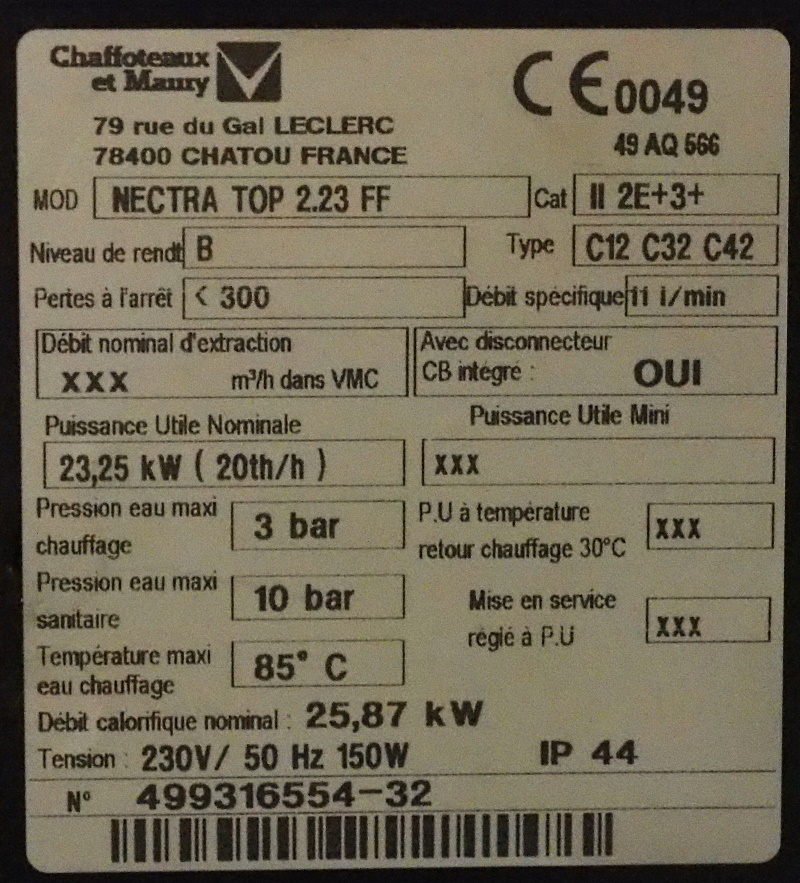 Chaffoteaux
et Maury
CE 0049
79 rue du Gal LECLERC
78400 CHATOU FRANCE
49 AQ 566
MOD NECTRA TOP 2.23 FF Cat II 2E+3+
Niveau de rendt B Type C12 C32 C42
Pertes à l'arrêt < 300 Débit spécifique 11 l/min
Débit nominal d'extraction
xxx m³/h dans VMC
Avec disconnecteur
CB intégré : OUI
Puissance Utile Nominale
23,25 kW ( 20th/h )
Puissance Utile Mini
xxx
Pression eau maxi
chauffage
3 bar
P.U à température
retour chauffage 30°C
xxx
Pression eau maxi
sanitaire
10 bar
Mise en service
réglé à P.U
xxx
Température maxi
eau chauffage
85° C
Débit calorifique nominal : 25,87 kW
Tension : 230V/ 50 Hz 150W IP 44
N° 499316554-32